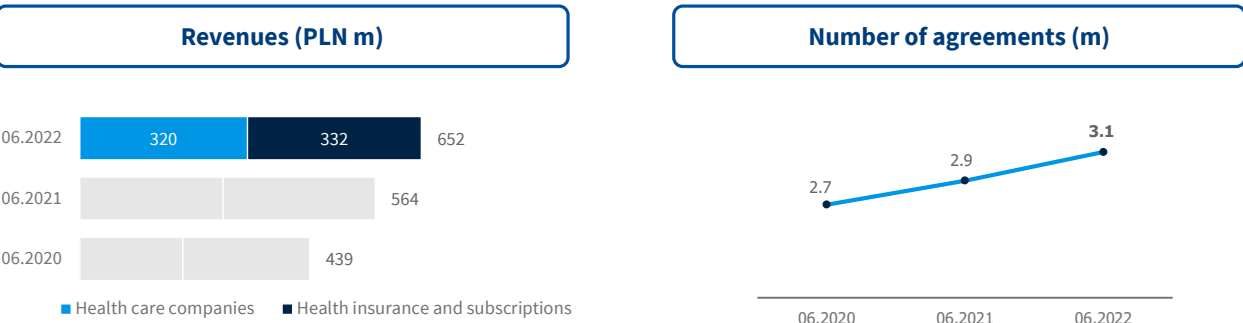 Revenues (PLN m)
06.2022 320 332 652
06.2021 564
06.2020 439
Health care companies Health insurance and subscriptions
Number of agreements (m)
2.7 2.9 3.1
06.2020 06.2021 06.2022